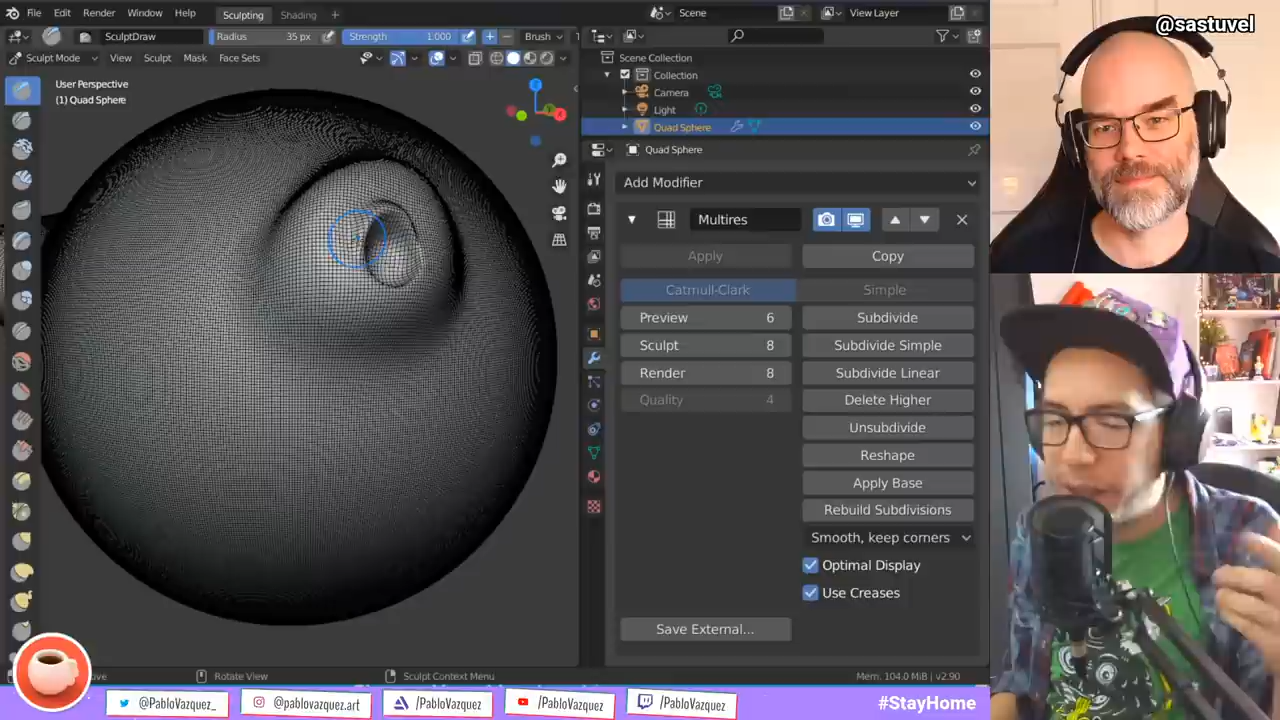 File Edit Render Window Help Sculpting Shading +
Scene View Layer
@sastuvel
SculptDraw Radius 35 px Strength 1.000 Brush
Sculpt Mode View Sculpt Mask Face Sets
User Perspective
(1) Quad Sphere
Scene Collection
Collection
Camera
Light
Quad Sphere
Quad Sphere
Add Modifier
Multires
Apply Copy
Catmull-Clark Simple
Preview 6 Subdivide
Sculpt 8 Subdivide Simple
Render 8 Subdivide Linear
Quality 4 Delete Higher
Unsubdivide
Reshape
Apply Base
Rebuild Subdivisions
Smooth, keep corners
Optimal Display
Use Creases
Save External...
Rotate View Sculpt Context Menu Mem: 104.0 MiB | v2.90
@PabloVazquez_ @pablovazquez.art /PabloVazquez /PabloVazquez /PabloVazquez #StayHome